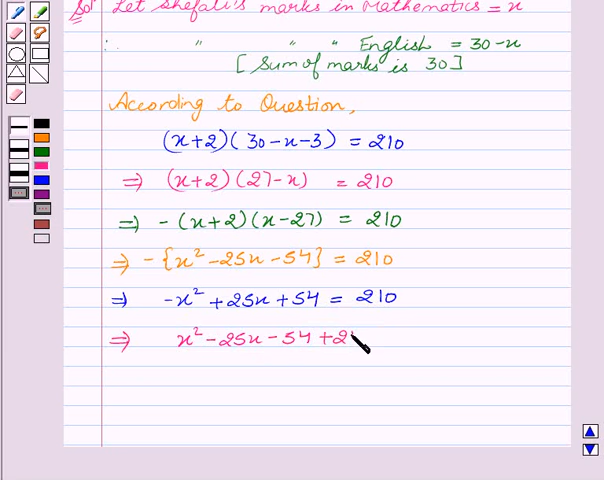 Solⁿ Let Shefali's marks in Mathematics = x
∴ " " " English = 30-x
[Sum of marks is 30]
According to Question,
(x+2)(30-x-3) = 210
⇒ (x+2)(27-x) = 210
⇒ -(x+2)(x-27) = 210
⇒ -{x²-25x-54} = 210
⇒ -x²+25x+54 = 210
⇒ x²-25x-54+2